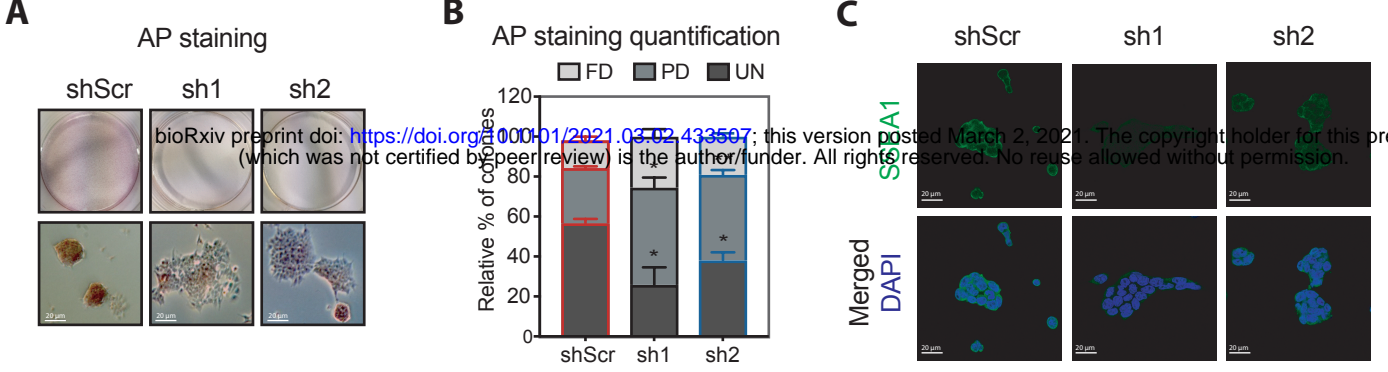 A
AP staining
shScr sh1 sh2
20 µm 20 µm 20 µm
B
AP staining quantification
FD PD UN
Relative % of colonies
120
100
80
60
40
20
0
* **
* *
shScr sh1 sh2
C
shScr sh1 sh2
SSEA1
20 µm 20 µm 20 µm
Merged
DAPI
20 µm 20 µm 20 µm
bioRxiv preprint doi: https://doi.org/10.1101/2021.03.02.433507; this version posted March 2, 2021. The copyright holder for this pre
(which was not certified by peer review) is the author/funder. All rights reserved. No reuse allowed without permission.